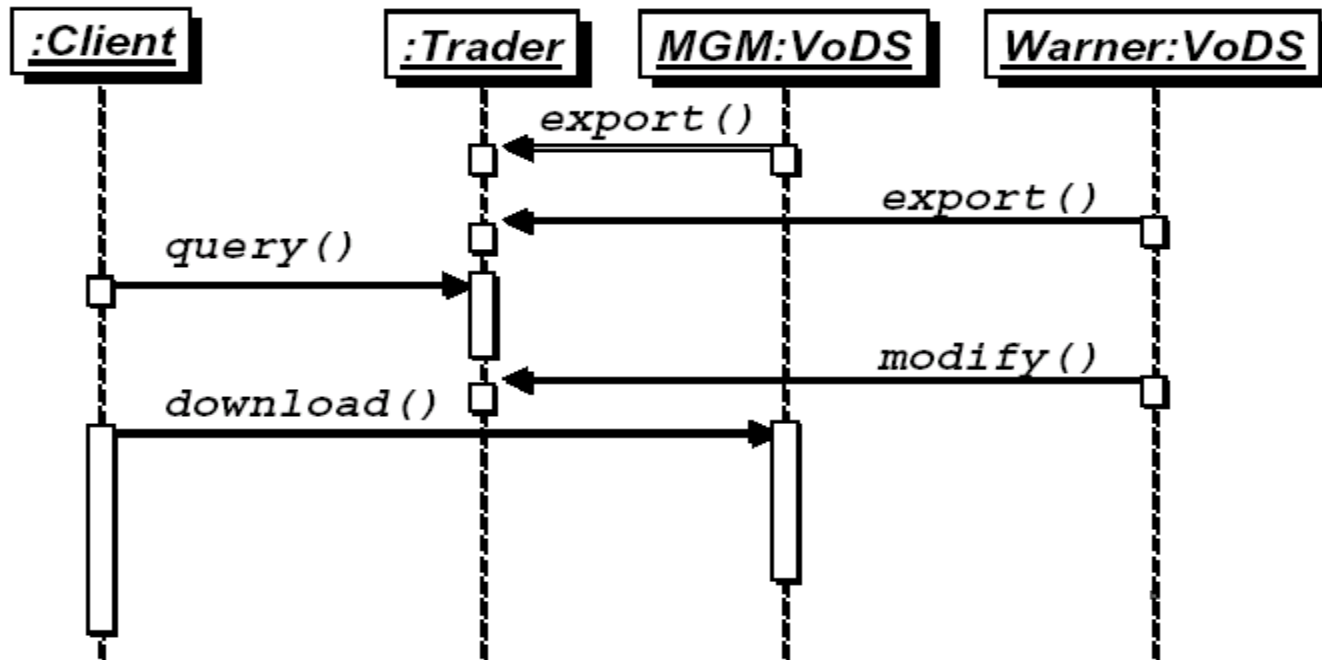 :Client
:Trader
MGM:VoDS
Warner:VoDS
export()
export()
query()
modify()
download()